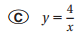 C y = 4/x